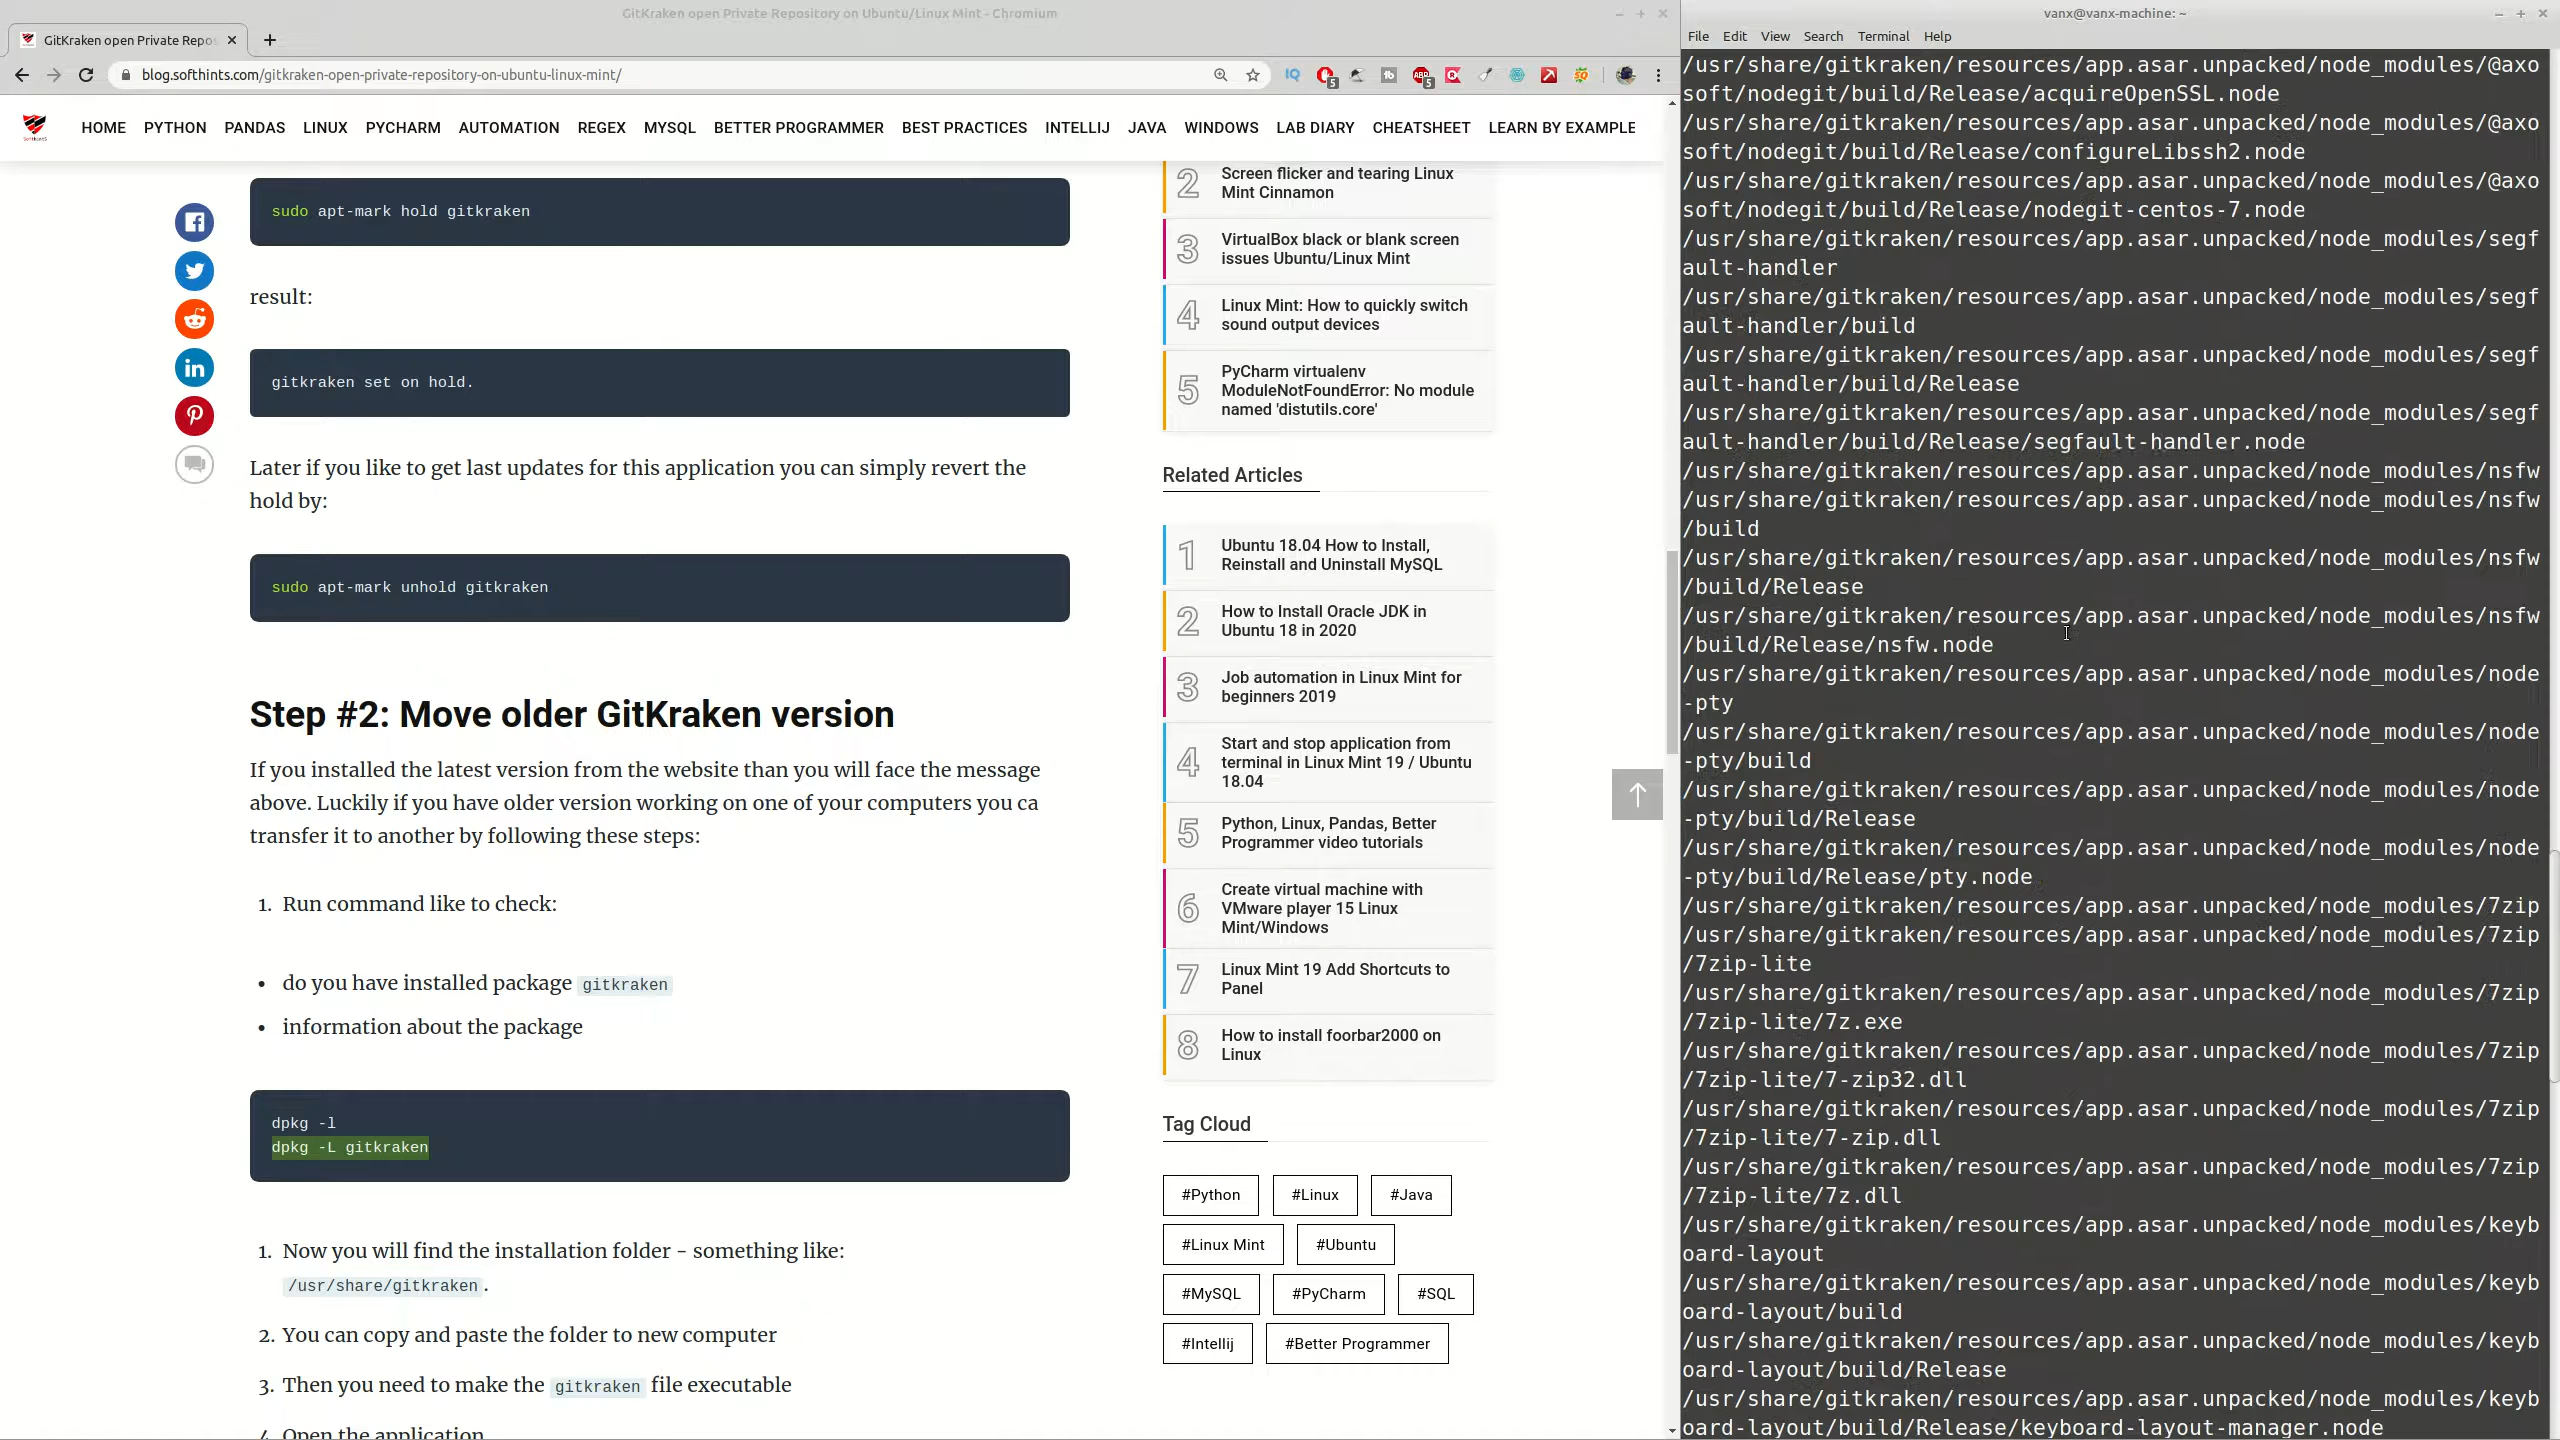 GitKraken open Private Repository on Ubuntu/Linux Mint - Chromium
GitKraken open Private Repo
blog.softhints.com/gitkraken-open-private-repository-on-ubuntu-linux-mint/
HOME PYTHON PANDAS LINUX PYCHARM AUTOMATION REGEX MYSQL BETTER PROGRAMMER BEST PRACTICES INTELLIJ JAVA WINDOWS LAB DIARY CHEATSHEET LEARN BY EXAMPLE
sudo apt-mark hold gitkraken
result:
gitkraken set on hold.
Later if you like to get last updates for this application you can simply revert the
hold by:
sudo apt-mark unhold gitkraken
Step #2: Move older GitKraken version
If you installed the latest version from the website than you will face the message
above. Luckily if you have older version working on one of your computers you ca
transfer it to another by following these steps:
1. Run command like to check:
• do you have installed package gitkraken
• information about the package
dpkg -l
dpkg -L gitkraken
1. Now you will find the installation folder - something like:
/usr/share/gitkraken.
2. You can copy and paste the folder to new computer
3. Then you need to make the gitkraken file executable
4. Open the application
2 Screen flicker and tearing Linux
Mint Cinnamon
3 VirtualBox black or blank screen
issues Ubuntu/Linux Mint
4 Linux Mint: How to quickly switch
sound output devices
5 PyCharm virtualenv
ModuleNotFoundError: No module
named 'distutils.core'
Related Articles
1 Ubuntu 18.04 How to Install,
Reinstall and Uninstall MySQL
2 How to Install Oracle JDK in
Ubuntu 18 in 2020
3 Job automation in Linux Mint for
beginners 2019
4 Start and stop application from
terminal in Linux Mint 19 / Ubuntu
18.04
5 Python, Linux, Pandas, Better
Programmer video tutorials
6 Create virtual machine with
VMware player 15 Linux
Mint/Windows
7 Linux Mint 19 Add Shortcuts to
Panel
8 How to install foorbar2000 on
Linux
Tag Cloud
#Python #Linux #Java
#Linux Mint #Ubuntu
#MySQL #PyCharm #SQL
#Intellij #Better Programmer
vanx@vanx-machine: ~
File Edit View Search Terminal Help
/usr/share/gitkraken/resources/app.asar.unpacked/node_modules/@axo
soft/nodegit/build/Release/acquireOpenSSL.node
/usr/share/gitkraken/resources/app.asar.unpacked/node_modules/@axo
soft/nodegit/build/Release/configureLibssh2.node
/usr/share/gitkraken/resources/app.asar.unpacked/node_modules/@axo
soft/nodegit/build/Release/nodegit-centos-7.node
/usr/share/gitkraken/resources/app.asar.unpacked/node_modules/segf
ault-handler
/usr/share/gitkraken/resources/app.asar.unpacked/node_modules/segf
ault-handler/build
/usr/share/gitkraken/resources/app.asar.unpacked/node_modules/segf
ault-handler/build/Release
/usr/share/gitkraken/resources/app.asar.unpacked/node_modules/segf
ault-handler/build/Release/segfault-handler.node
/usr/share/gitkraken/resources/app.asar.unpacked/node_modules/nsfw
/usr/share/gitkraken/resources/app.asar.unpacked/node_modules/nsfw
/build
/usr/share/gitkraken/resources/app.asar.unpacked/node_modules/nsfw
/build/Release
/usr/share/gitkraken/resources/app.asar.unpacked/node_modules/nsfw
/build/Release/nsfw.node
/usr/share/gitkraken/resources/app.asar.unpacked/node_modules/node
-pty
/usr/share/gitkraken/resources/app.asar.unpacked/node_modules/node
-pty/build
/usr/share/gitkraken/resources/app.asar.unpacked/node_modules/node
-pty/build/Release
/usr/share/gitkraken/resources/app.asar.unpacked/node_modules/node
-pty/build/Release/pty.node
/usr/share/gitkraken/resources/app.asar.unpacked/node_modules/7zip
/usr/share/gitkraken/resources/app.asar.unpacked/node_modules/7zip
/7zip-lite
/usr/share/gitkraken/resources/app.asar.unpacked/node_modules/7zip
/7zip-lite/7z.exe
/usr/share/gitkraken/resources/app.asar.unpacked/node_modules/7zip
/7zip-lite/7-zip32.dll
/usr/share/gitkraken/resources/app.asar.unpacked/node_modules/7zip
/7zip-lite/7-zip.dll
/usr/share/gitkraken/resources/app.asar.unpacked/node_modules/7zip
/7zip-lite/7z.dll
/usr/share/gitkraken/resources/app.asar.unpacked/node_modules/keyb
oard-layout
/usr/share/gitkraken/resources/app.asar.unpacked/node_modules/keyb
oard-layout/build
/usr/share/gitkraken/resources/app.asar.unpacked/node_modules/keyb
oard-layout/build/Release
/usr/share/gitkraken/resources/app.asar.unpacked/node_modules/keyb
oard-layout/build/Release/keyboard-layout-manager.node